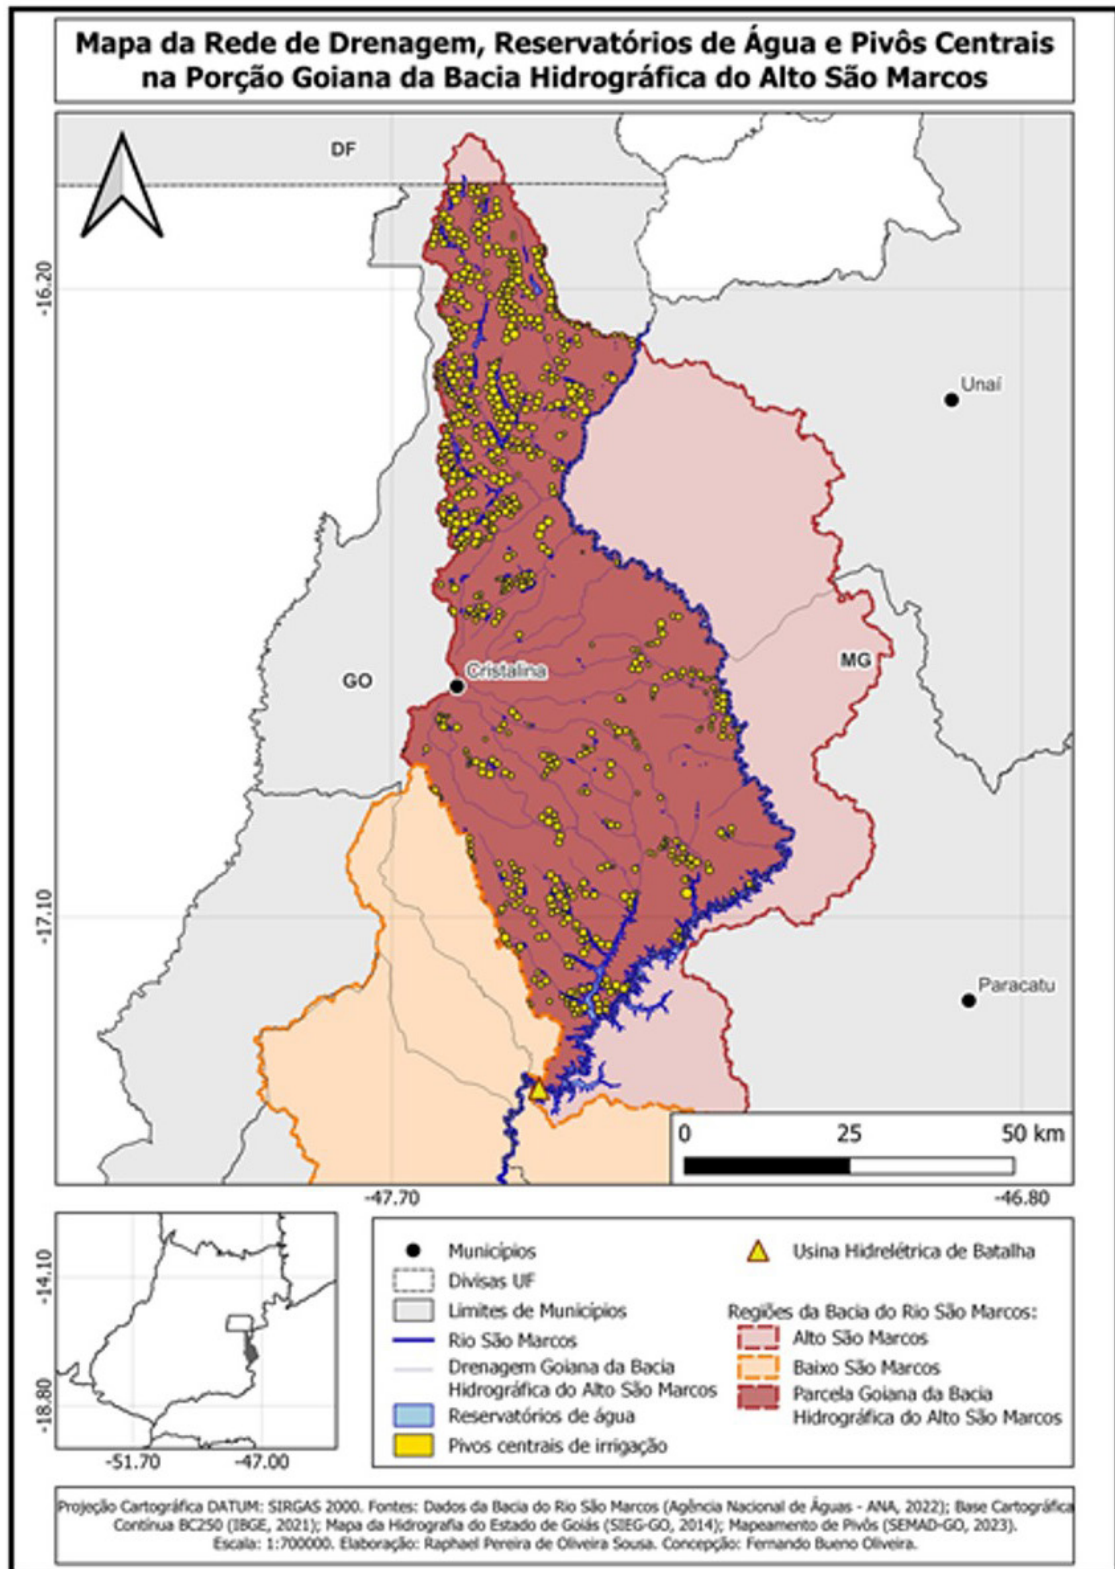 Mapa da Rede de Drenagem, Reservatórios de Água e Pivôs Centrais
na Porção Goiana da Bacia Hidrográfica do Alto São Marcos
DF
-16.20
Unaí
GO
Cristalina
MG
-17.10
Paracatu
0 25 50 km
-47.70
-46.80
-14.10
-18.80
-51.70
-47.00
Municípios
Divisas UF
Limites de Municípios
Rio São Marcos
Drenagem Goiana da Bacia
Hidrográfica do Alto São Marcos
Reservatórios de água
Pivos centrais de irrigação
Usina Hidrelétrica de Batalha
Regiões da Bacia do Rio São Marcos:
Alto São Marcos
Baixo São Marcos
Parcela Goiana da Bacia
Hidrográfica do Alto São Marcos
Projeção Cartográfica DATUM: SIRGAS 2000. Fontes: Dados da Bacia do Rio São Marcos (Agência Nacional de Águas - ANA, 2022); Base Cartográfica
Contínua BC250 (IBGE, 2021); Mapa da Hidrografia do Estado de Goiás (SIEG-GO, 2014); Mapeamento de Pivôs (SEMAD-GO, 2023).
Escala: 1:700000. Elaboração: Raphael Pereira de Oliveira Sousa. Concepção: Fernando Bueno Oliveira.